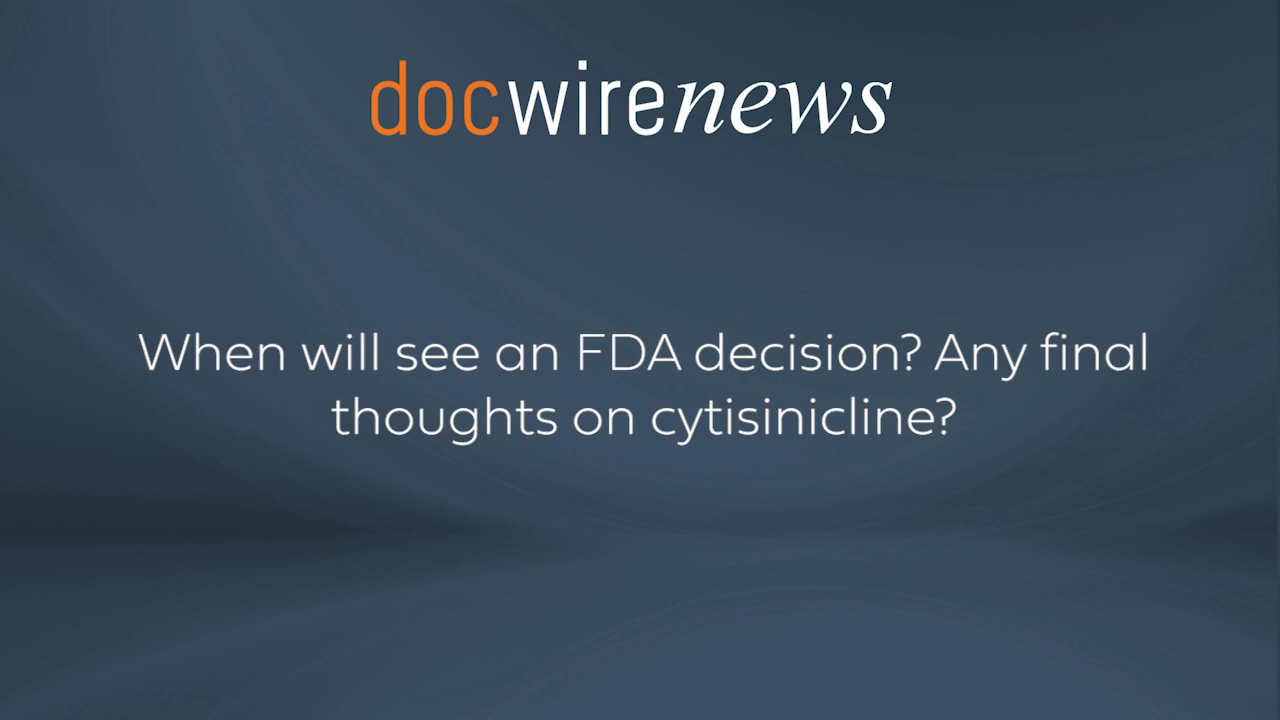 docwirenews
When will see an FDA decision? Any final
thoughts on cytisinicline?